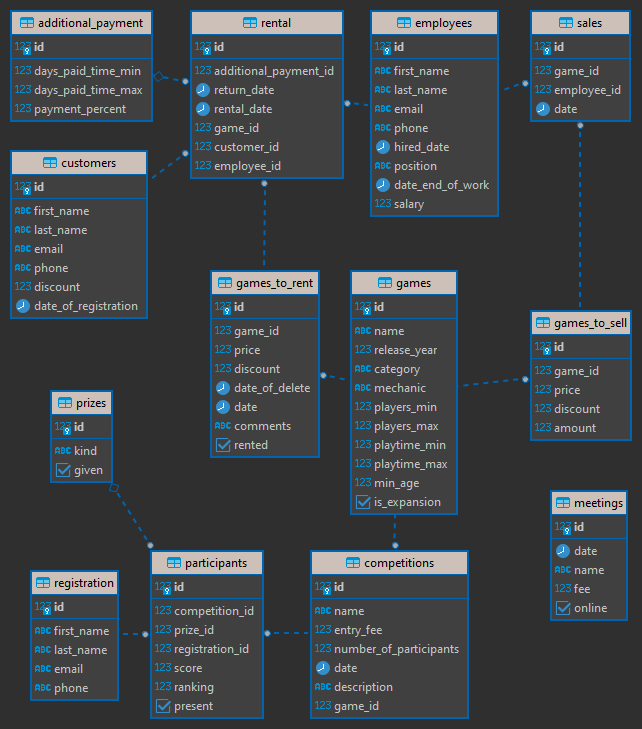 additional_payment
123 id
123 days_paid_time_min
123 days_paid_time_max
123 payment_percent
rental
123 id
123 additional_payment_id
return_date
rental_date
123 game_id
123 customer_id
123 employee_id
employees
123 id
ABC first_name
ABC last_name
ABC email
ABC phone
hired_date
ABC position
date_end_of_work
123 salary
sales
123 id
123 game_id
123 employee_id
date
customers
123 id
ABC first_name
ABC last_name
ABC email
ABC phone
123 discount
date_of_registration
games_to_rent
123 id
123 game_id
123 price
123 discount
date_of_delete
date
ABC comments
rented
games
123 id
ABC name
123 release_year
ABC category
ABC mechanic
123 players_min
123 players_max
123 playtime_min
123 playtime_max
123 min_age
is_expansion
games_to_sell
123 id
123 game_id
123 price
123 discount
123 amount
prizes
123 id
ABC kind
given
meetings
123 id
date
ABC name
123 fee
online
registration
123 id
ABC first_name
ABC last_name
ABC email
ABC phone
participants
123 id
123 competition_id
123 prize_id
123 registration_id
123 score
123 ranking
present
competitions
123 id
ABC name
123 entry_fee
123 number_of_participants
date
ABC description
123 game_id